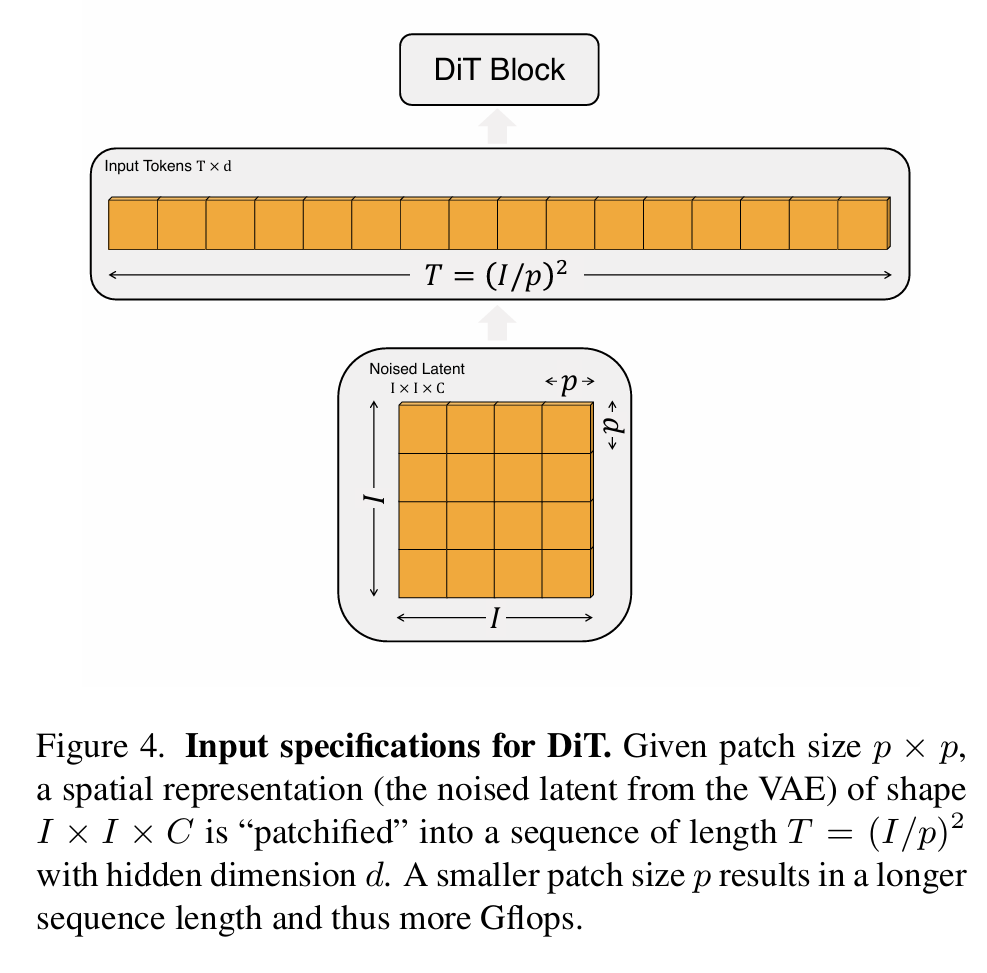 DiT Block
Input Tokens T × d
T = (I/p)²
Noised Latent
I × I × C
p
p
I
I
Figure 4. Input specifications for DiT. Given patch size p × p,
a spatial representation (the noised latent from the VAE) of shape
I × I × C is “patchified” into a sequence of length T = (I/p)²
with hidden dimension d. A smaller patch size p results in a longer
sequence length and thus more Gflops.